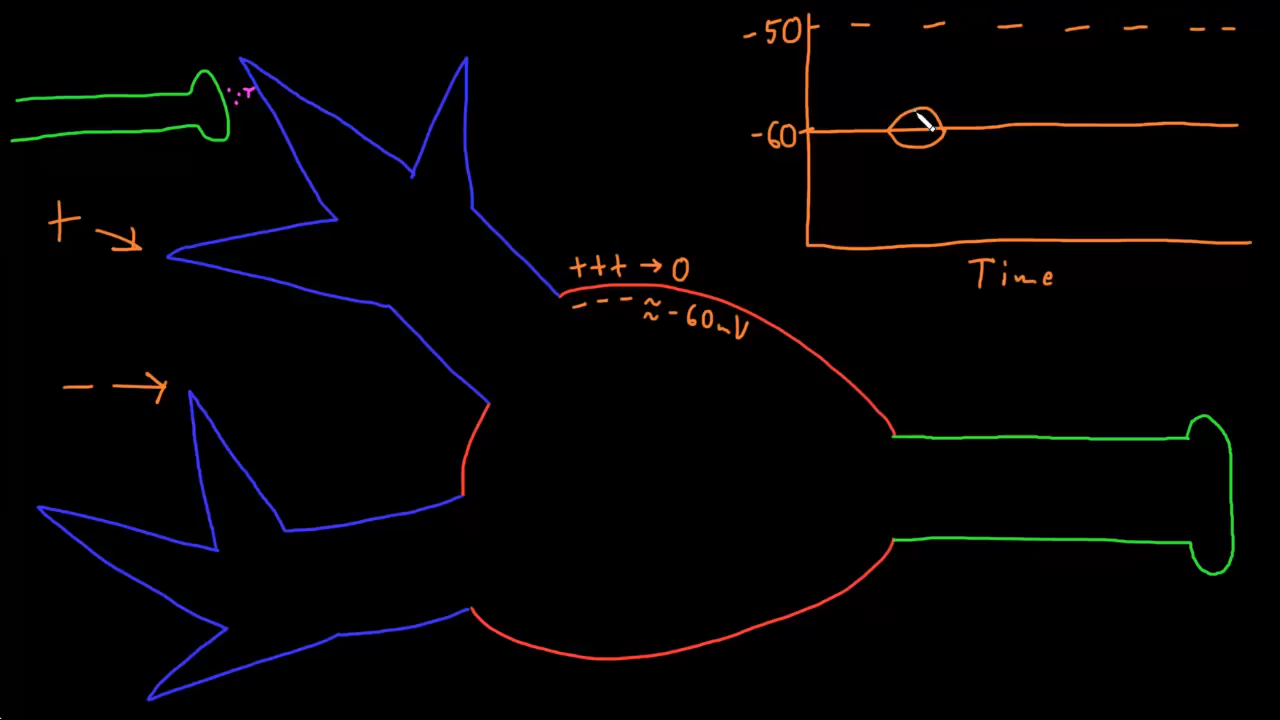 -50
-60
Time
+
+++ → 0
--- ≈ -60mV
- →